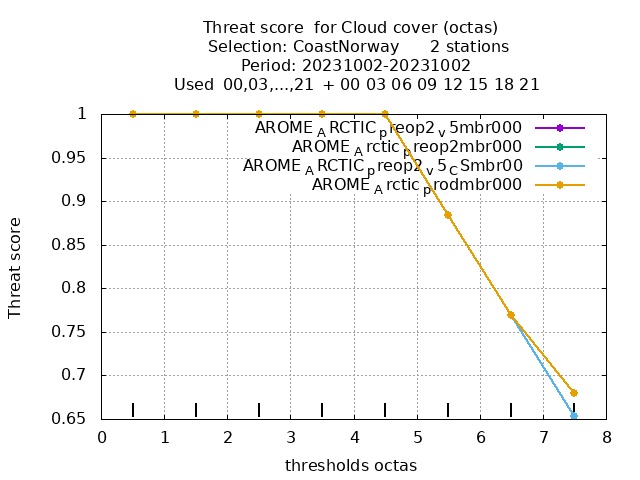 Threat score for Cloud cover (octas)
Selection: CoastNorway 2 stations
Period: 20231002-20231002
Used 00,03,...,21 + 00 03 06 09 12 15 18 21
AROME_ARCTIC_preop2_v5mbr000
AROME_Arctic_preop2mbr000
AROME_ARCTIC_preop2_v5_CSmbr00
AROME_Arctic_prodmbr000
1
0.95
0.9
0.85
0.8
0.75
0.7
0.65
Threat score
0 1 2 3 4 5 6 7 8
thresholds octas